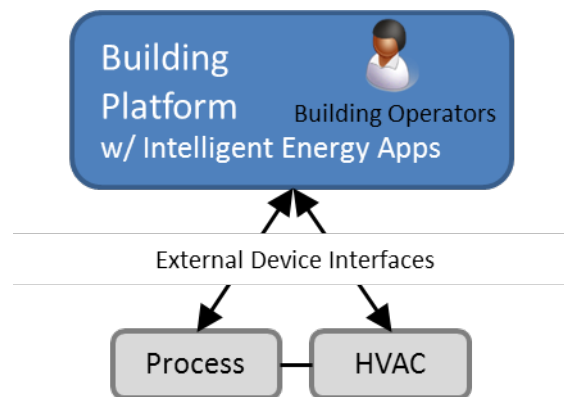 Building
Platform
Building Operators
w/ Intelligent Energy Apps
External Device Interfaces
Process
HVAC